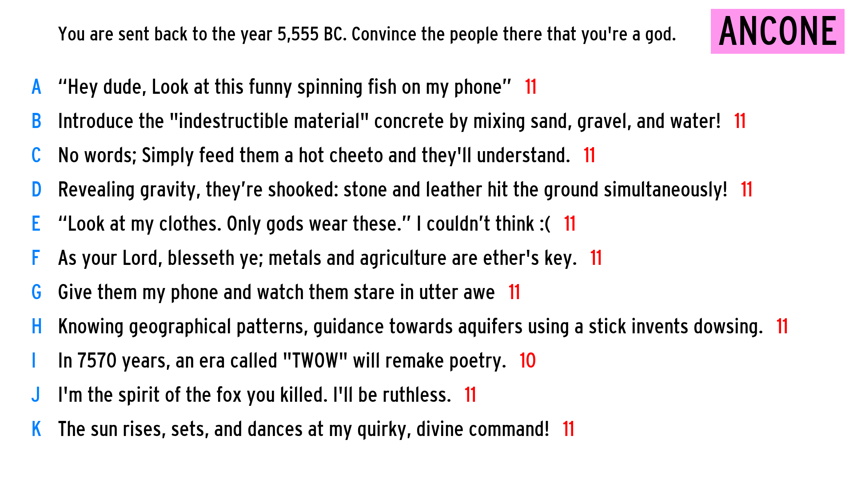 You are sent back to the year 5,555 BC. Convince the people there that you're a god.
ANCONE
A “Hey dude, Look at this funny spinning fish on my phone” 11
B Introduce the "indestructible material" concrete by mixing sand, gravel, and water! 11
C No words; Simply feed them a hot cheeto and they'll understand. 11
D Revealing gravity, they’re shooked: stone and leather hit the ground simultaneously! 11
E “Look at my clothes. Only gods wear these.” I couldn’t think :( 11
F As your Lord, blesseth ye; metals and agriculture are ether's key. 11
G Give them my phone and watch them stare in utter awe 11
H Knowing geographical patterns, guidance towards aquifers using a stick invents dowsing. 11
I In 7570 years, an era called "TWOW" will remake poetry. 10
J I'm the spirit of the fox you killed. I'll be ruthless. 11
K The sun rises, sets, and dances at my quirky, divine command! 11